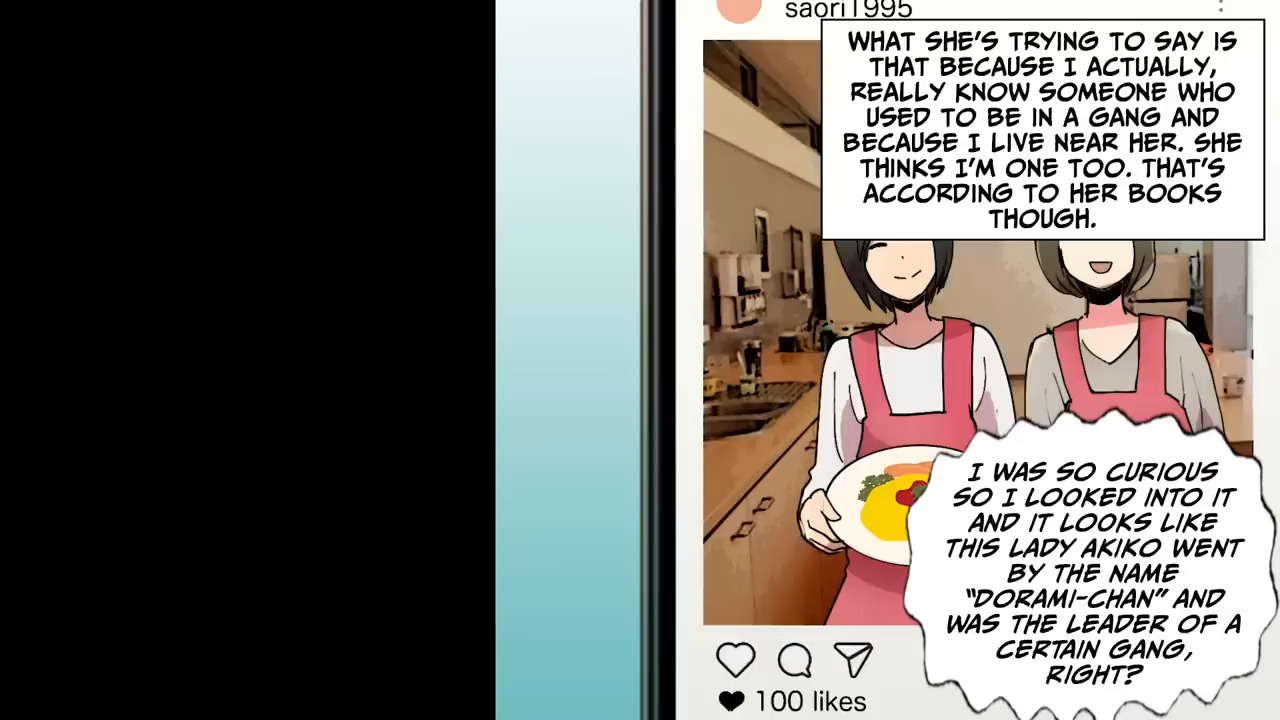 saori1995
WHAT SHE'S TRYING TO SAY IS
THAT BECAUSE I ACTUALLY,
REALLY KNOW SOMEONE WHO
USED TO BE IN A GANG AND
BECAUSE I LIVE NEAR HER. SHE
THINKS I'M ONE TOO. THAT'S
ACCORDING TO HER BOOKS
THOUGH.
I WAS SO CURIOUS
SO I LOOKED INTO IT
AND IT LOOKS LIKE
THIS LADY AKIKO WENT
BY THE NAME
"DORAMI-CHAN" AND
WAS THE LEADER OF A
CERTAIN GANG,
RIGHT?
100 likes